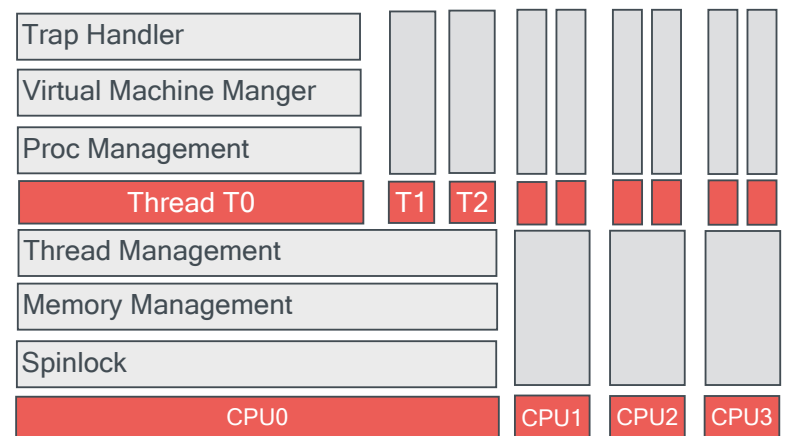 Trap Handler
Virtual Machine Manger
Proc Management
Thread T0
T1
T2
Thread Management
Memory Management
Spinlock
CPU0
CPU1
CPU2
CPU3